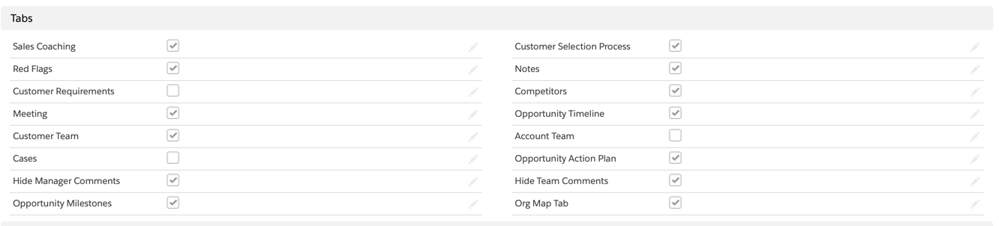 Tabs
Sales Coaching
Customer Selection Process
Red Flags
Notes
Customer Requirements
Competitors
Meeting
Opportunity Timeline
Customer Team
Account Team
Cases
Opportunity Action Plan
Hide Manager Comments
Hide Team Comments
Opportunity Milestones
Org Map Tab